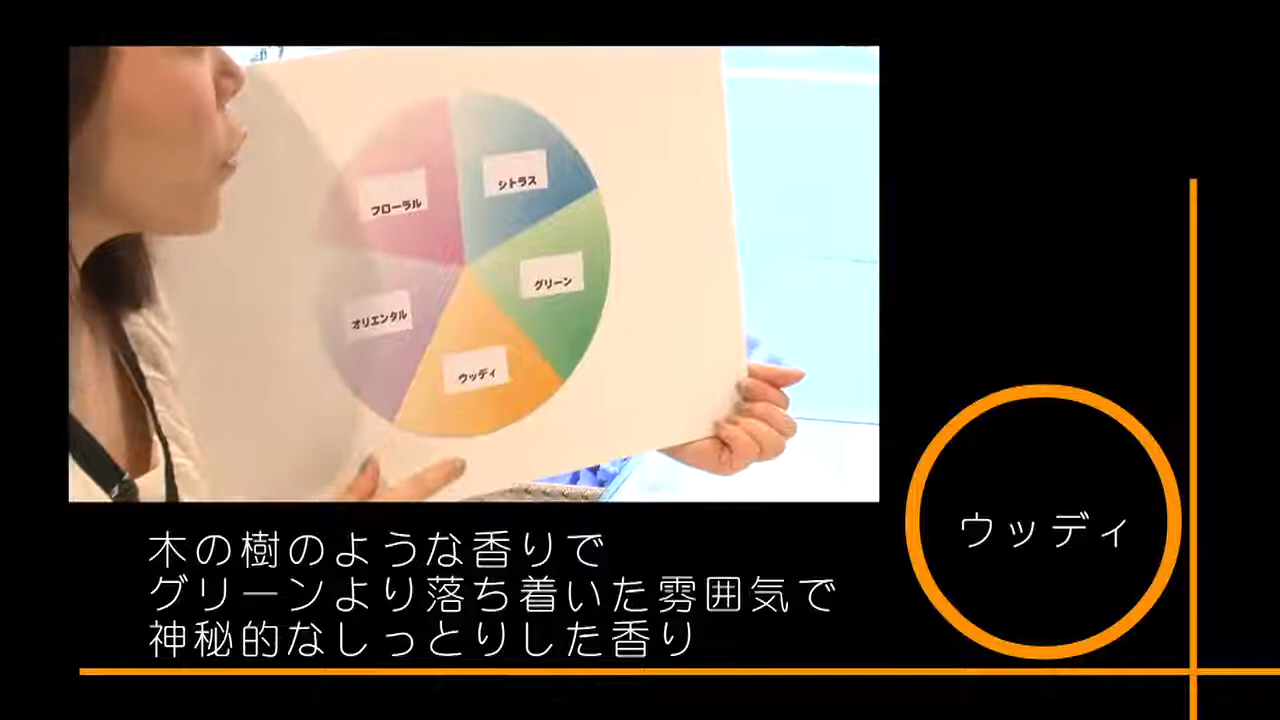 フローラル
シトラス
グリーン
オリエンタル
ウッディ
ウッディ
木の樹のような香りで
グリーンより落ち着いた雰囲気で
神秘的なしっとりした香り